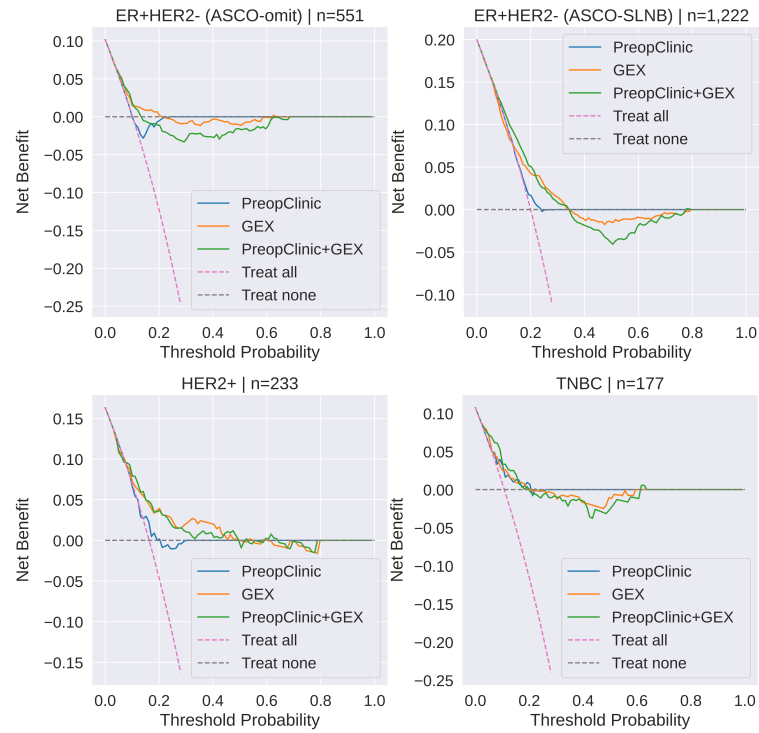 ER+HER2- (ASCO-omit) | n=551
0.10
0.05
0.00
−0.05
−0.10
−0.15
−0.20
−0.25
Net Benefit
PreopClinic
GEX
PreopClinic+GEX
Treat all
Treat none
0.0 0.2 0.4 0.6 0.8 1.0
Threshold Probability
ER+HER2- (ASCO-SLNB) | n=1,222
0.20
0.15
0.10
0.05
0.00
−0.05
−0.10
Net Benefit
PreopClinic
GEX
PreopClinic+GEX
Treat all
Treat none
0.0 0.2 0.4 0.6 0.8 1.0
Threshold Probability
HER2+ | n=233
0.15
0.10
0.05
0.00
−0.05
−0.10
−0.15
Net Benefit
PreopClinic
GEX
PreopClinic+GEX
Treat all
Treat none
0.0 0.2 0.4 0.6 0.8 1.0
Threshold Probability
TNBC | n=177
0.10
0.05
0.00
−0.05
−0.10
−0.15
−0.20
−0.25
Net Benefit
PreopClinic
GEX
PreopClinic+GEX
Treat all
Treat none
0.0 0.2 0.4 0.6 0.8 1.0
Threshold Probability